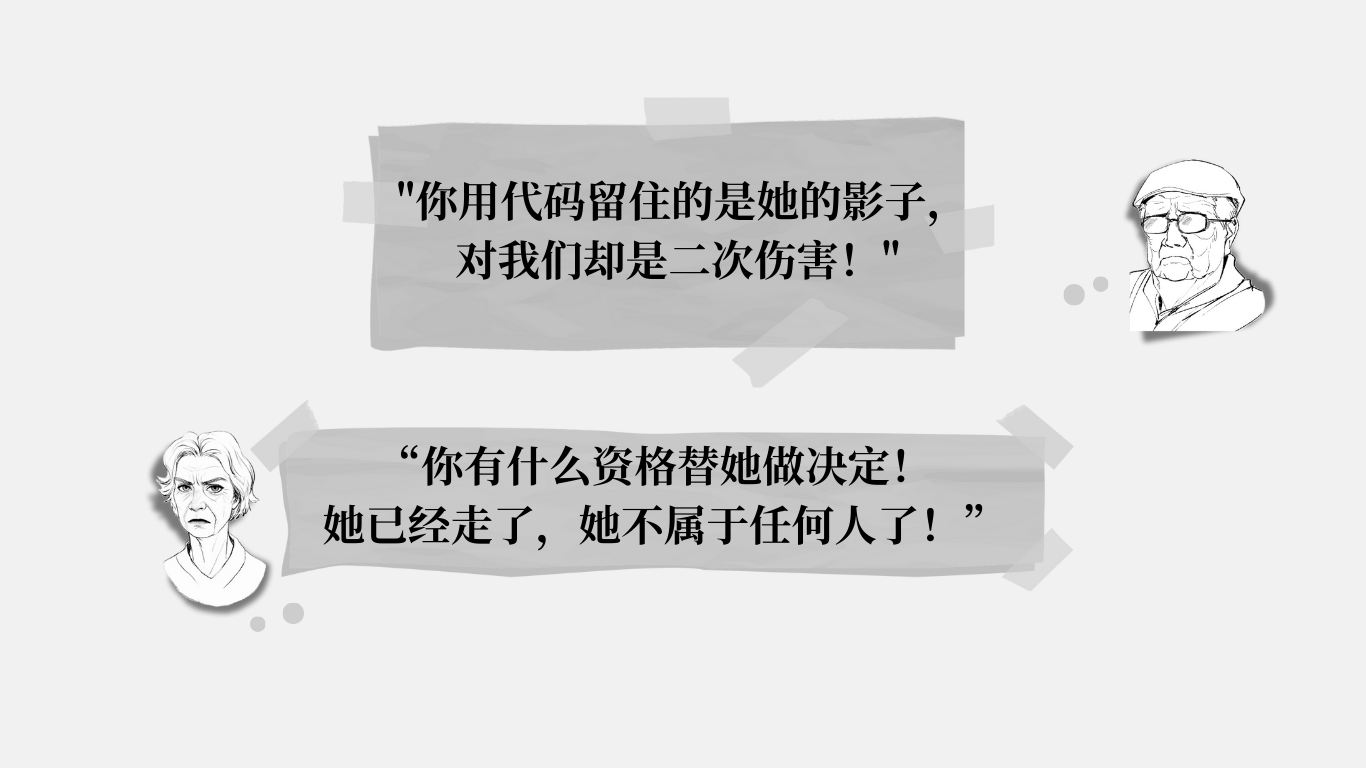 "你用代码留住的是她的影子，
对我们却是二次伤害！"
“你有什么资格替她做决定！
她已经走了，她不属于任何人了！”